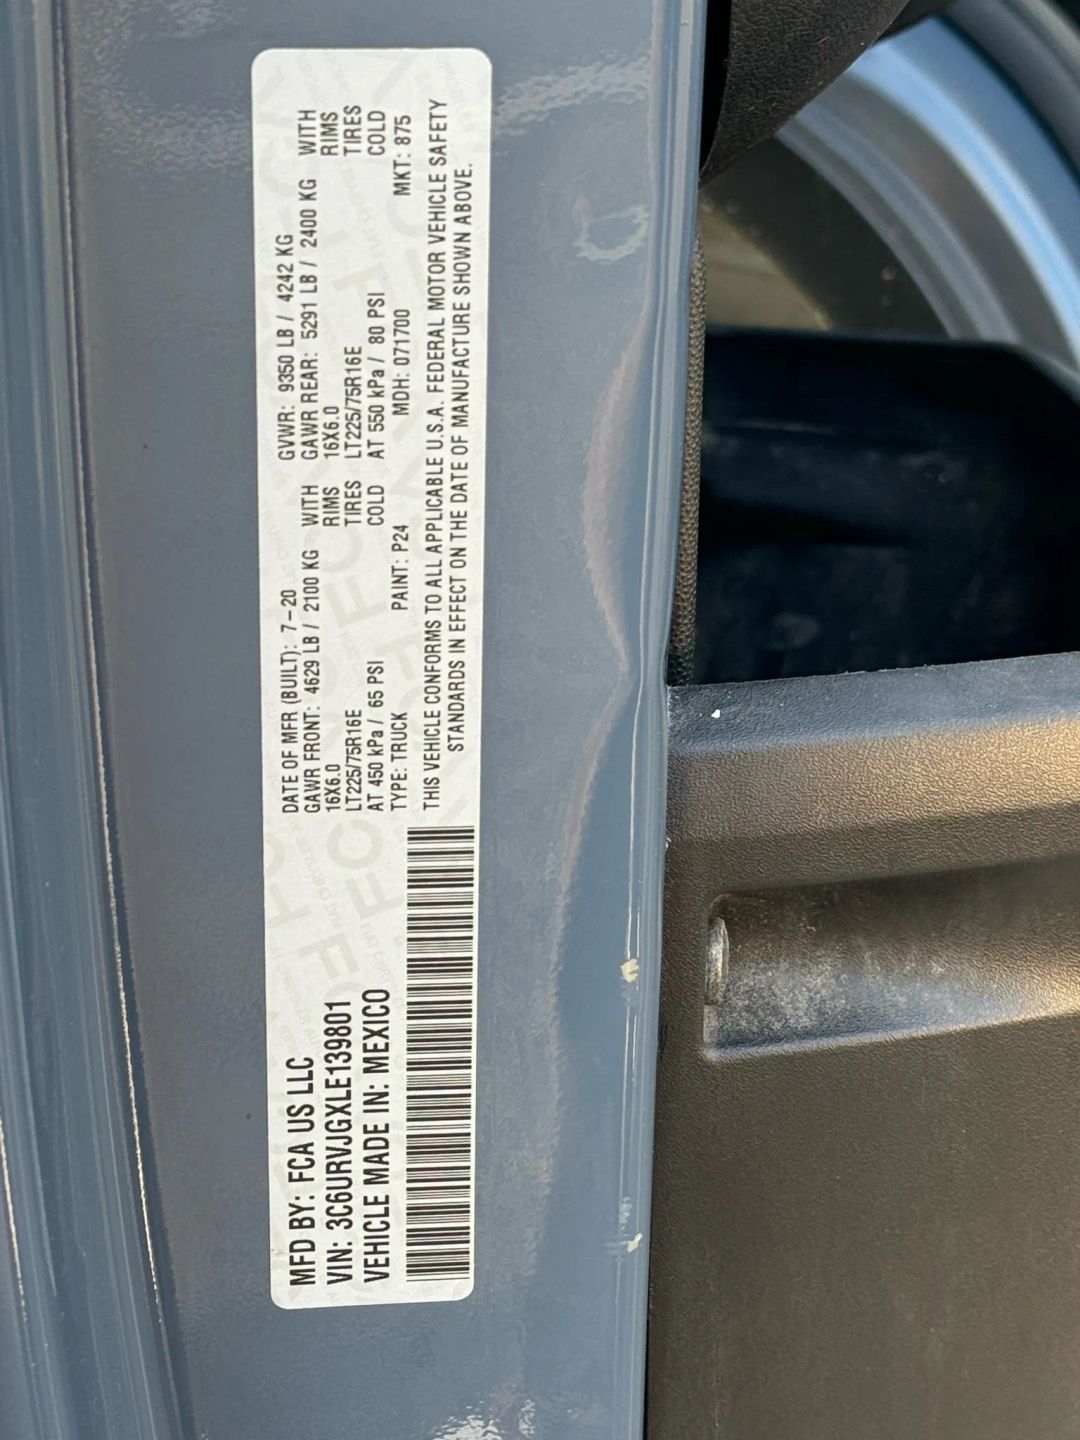 MFD BY: FCA US LLC
VIN: 3C6URVJGXLE139801
VEHICLE MADE IN: MEXICO
DATE OF MFR (BUILT): 7-20 GVWR: 9350 LB / 4242 KG
GAWR FRONT: 4629 LB / 2100 KG WITH GAWR REAR: 5291 LB / 2400 KG WITH
16X6.0 RIMS 16X6.0 RIMS
LT225/75R16E TIRES LT225/75R16E TIRES
AT 450 kPa / 65 PSI COLD AT 550 kPa / 80 PSI COLD
TYPE: TRUCK PAINT: P24 MDH: 071700 MKT: 875
THIS VEHICLE CONFORMS TO ALL APPLICABLE U.S.A. FEDERAL MOTOR VEHICLE SAFETY
STANDARDS IN EFFECT ON THE DATE OF MANUFACTURE SHOWN ABOVE.